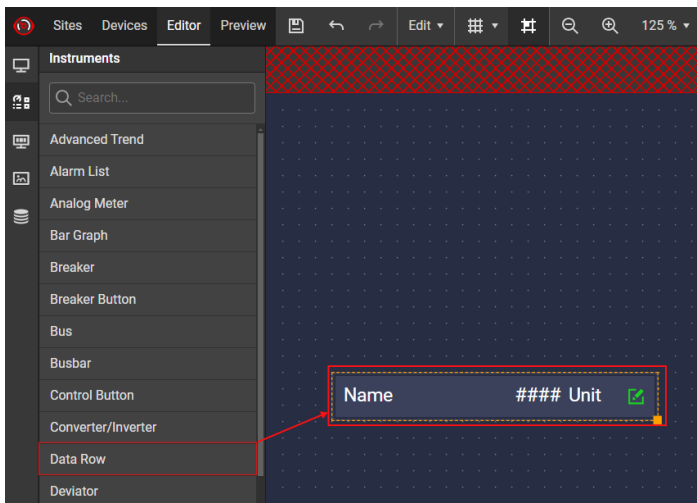 Sites Devices Editor Preview Edit 125 %
Instruments
Search...
Advanced Trend
Alarm List
Analog Meter
Bar Graph
Breaker
Breaker Button
Bus
Busbar
Control Button
Converter/Inverter
Data Row
Deviator
Name #### Unit